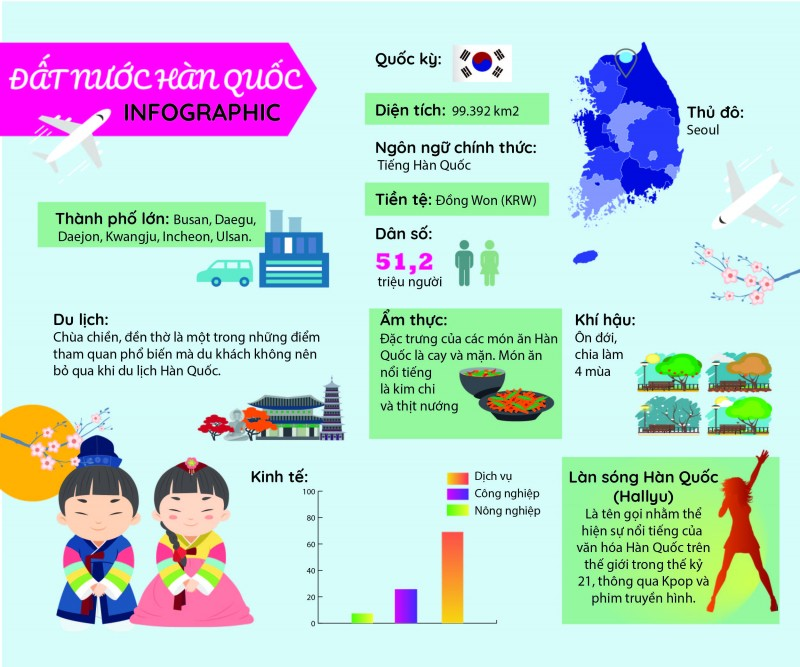 ĐẤT NƯỚC HÀN QUỐC
INFOGRAPHIC
Quốc kỳ:
Diện tích: 99.392 km2
Ngôn ngữ chính thức:
Tiếng Hàn Quốc
Tiền tệ: Đồng Won (KRW)
Dân số:
51,2
triệu người
Thủ đô:
Seoul
Thành phố lớn: Busan, Daegu,
Daejon, Kwangju, Incheon, Ulsan.
Du lịch:
Chùa chiền, đền thờ là một trong những điểm
tham quan phổ biến mà du khách không nên
bỏ qua khi du lịch Hàn Quốc.
Ẩm thực:
Đặc trưng của các món ăn Hàn
Quốc là cay và mặn. Món ăn
nổi tiếng
là kim chi
và thịt nướng
Khí hậu:
Ôn đới,
chia làm
4 mùa
Kinh tế:
Dịch vụ
Công nghiệp
Nông nghiệp
100
80
60
40
20
0
Làn sóng Hàn Quốc
(Hallyu)
Là tên gọi nhằm thể
hiện sự nổi tiếng của
văn hóa Hàn Quốc trên
thế giới trong thế kỷ
21, thông qua Kpop và
phim truyền hình.